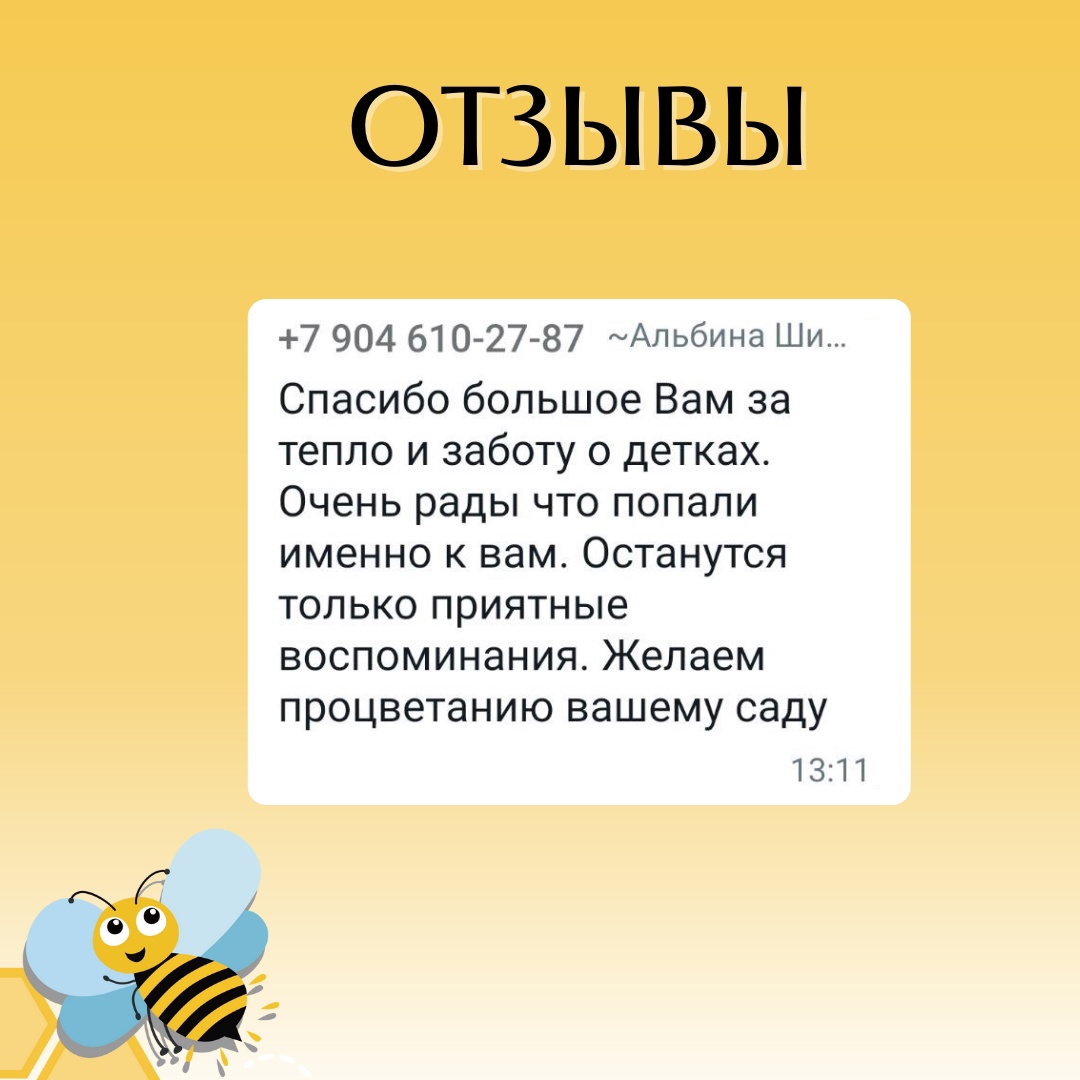 ОТЗЫВЫ
+7 904 610-27-87 ~Альбина Ши...
Спасибо большое Вам за
тепло и заботу о детках.
Очень рады что попали
именно к вам. Останутся
только приятные
воспоминания. Желаем
процветанию вашему саду
13:11